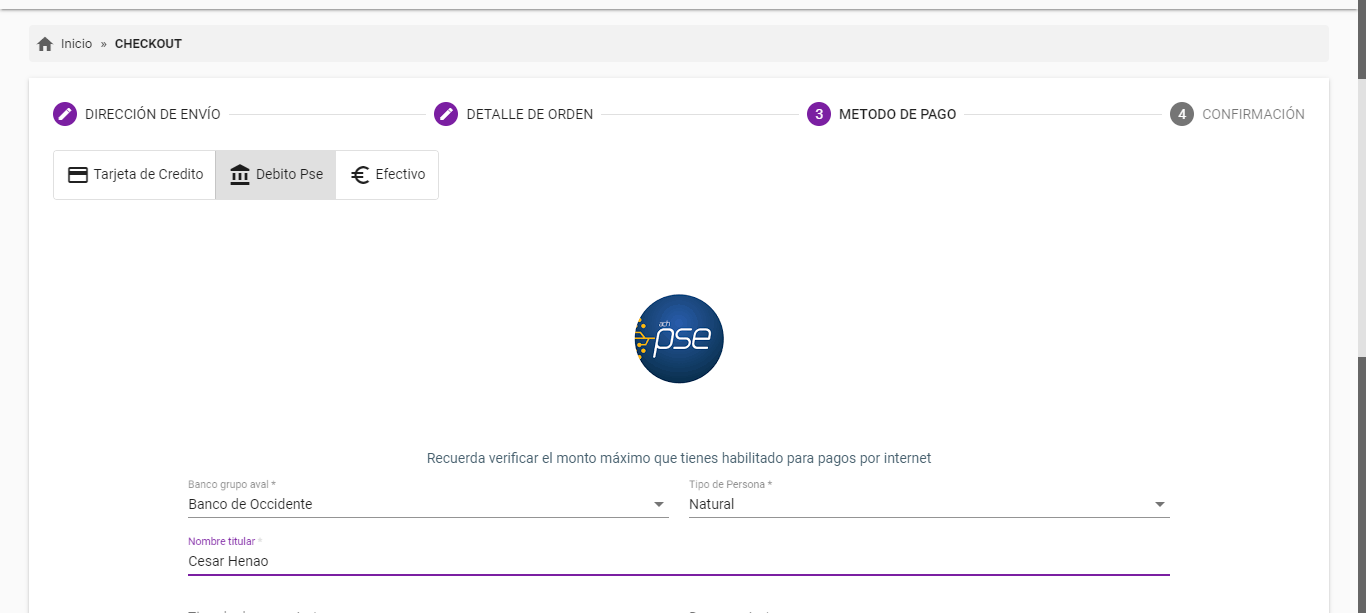 Inicio » CHECKOUT
DIRECCIÓN DE ENVÍO DETALLE DE ORDEN 3 METODO DE PAGO 4 CONFIRMACIÓN
Tarjeta de Credito Debito Pse Efectivo
ach
pse
Recuerda verificar el monto máximo que tienes habilitado para pagos por internet
Banco grupo aval * Tipo de Persona *
Banco de Occidente Natural
Nombre titular *
Cesar Henao